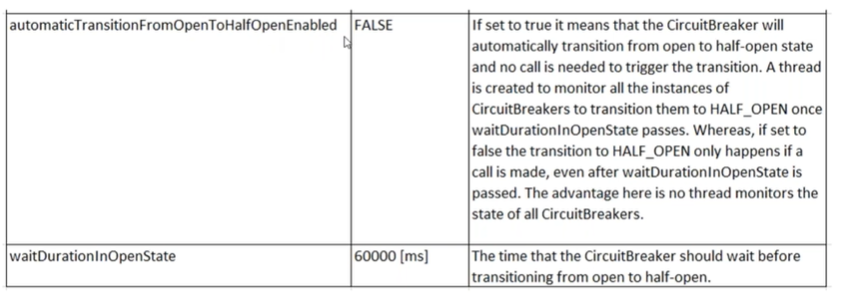 automaticTransitionFromOpenToHalfOpenEnabled FALSE If set to true it means that the CircuitBreaker will
automatically transition from open to half-open state
and no call is needed to trigger the transition. A thread
is created to monitor all the instances of
CircuitBreakers to transition them to HALF_OPEN once
waitDurationInOpenState passes. Whereas, if set to
false the transition to HALF_OPEN only happens if a
call is made, even after waitDurationInOpenState is
passed. The advantage here is no thread monitors the
state of all CircuitBreakers.
waitDurationInOpenState 60000 [ms] The time that the CircuitBreaker should wait before
transitioning from open to half-open.